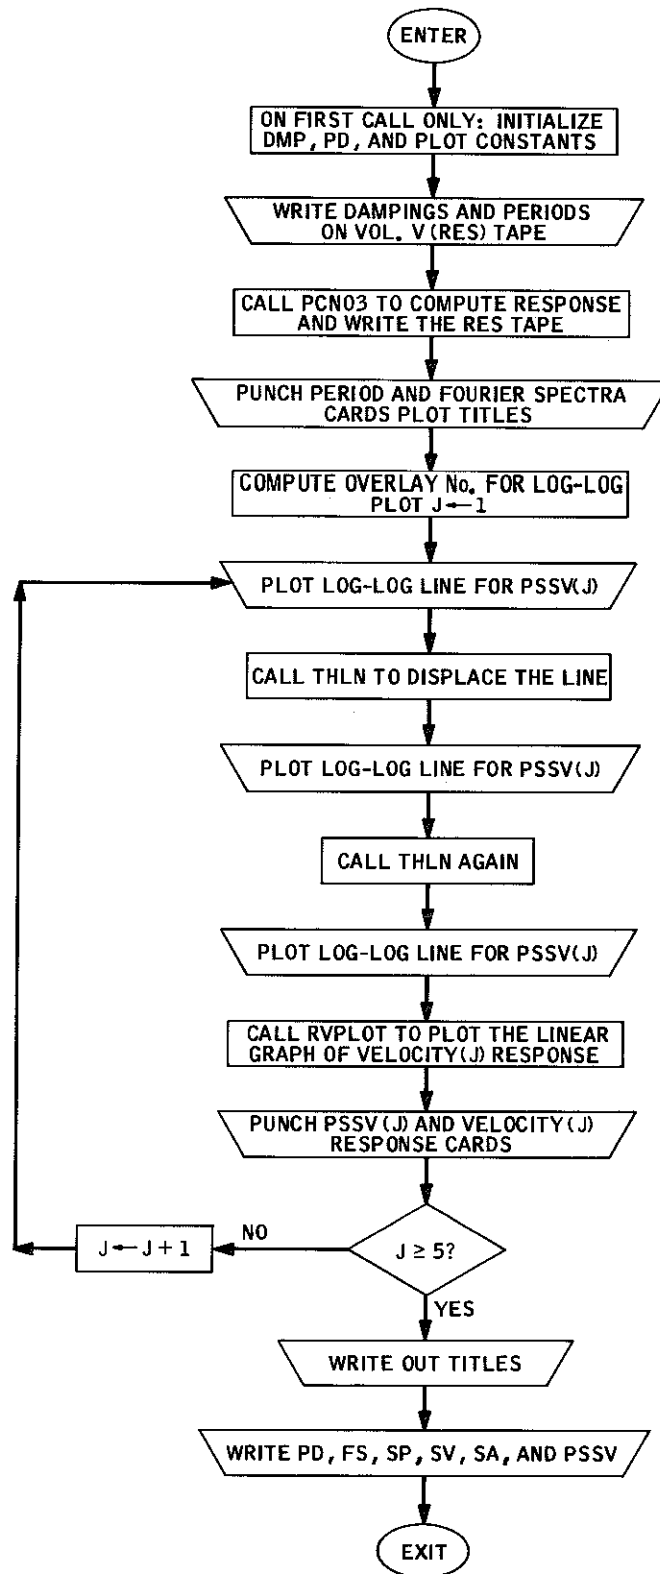 ENTER
ON FIRST CALL ONLY: INITIALIZE
DMP, PD, AND PLOT CONSTANTS
WRITE DAMPINGS AND PERIODS
ON VOL. V(RES) TAPE
CALL PCN03 TO COMPUTE RESPONSE
AND WRITE THE RES TAPE
PUNCH PERIOD AND FOURIER SPECTRA
CARDS PLOT TITLES
COMPUTE OVERLAY No. FOR LOG-LOG
PLOT J←1
PLOT LOG-LOG LINE FOR PSSV(J)
CALL THLN TO DISPLACE THE LINE
PLOT LOG-LOG LINE FOR PSSV(J)
CALL THLN AGAIN
PLOT LOG-LOG LINE FOR PSSV(J)
CALL RVPLOT TO PLOT THE LINEAR
GRAPH OF VELOCITY(J) RESPONSE
PUNCH PSSV(J) AND VELOCITY(J)
RESPONSE CARDS
J ≥ 5?
NO
J←J+1
YES
WRITE OUT TITLES
WRITE PD, FS, SP, SV, SA, AND PSSV
EXIT